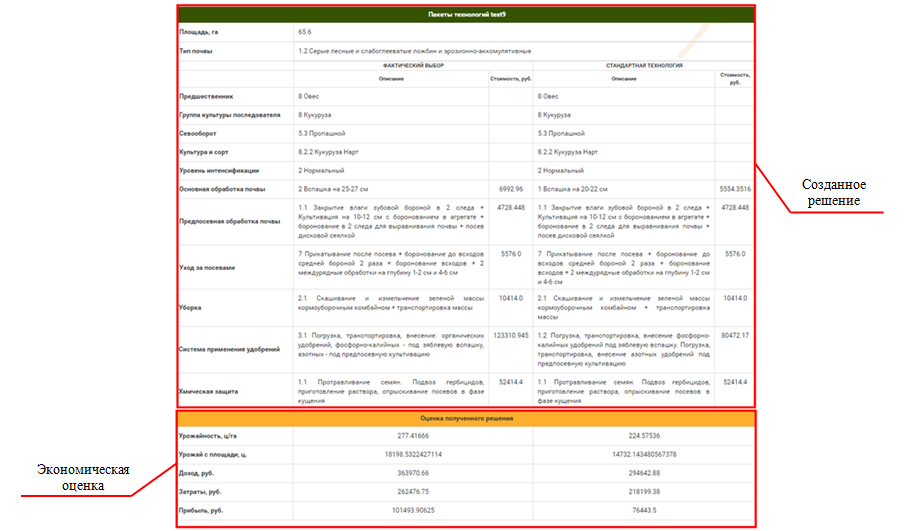 Пакеты технологий test9
Площадь, га 65.6
Тип почвы 1.2 Серые лесные и слабоглееватые ложбин и эрозионно-аккумулятивные
ФАКТИЧЕСКИЙ ВЫБОР СТАНДАРТНАЯ ТЕХНОЛОГИЯ
Описание Стоимость, руб. Описание Стоимость,
руб.
Предшественник 8 Овес 8 Овес
Группа культуры последователя 8 Кукуруза 8 Кукуруза
Севооборот 5.3 Пропашной 5.3 Пропашной
Культура и сорт 8.2.2 Кукуруза Нарт 8.2.2 Кукуруза Нарт
Уровень интенсификации 2 Нормальный 2 Нормальный
Основная обработка почвы 2 Вспашка на 25-27 см 6992.96 1 Вспашка на 20-22 см 5554.3516
Предпосевная обработка почвы
1.1 Закрытие влаги зубовой бороной в 2 следа +
Культивация на 10-12 см с боронованием в агрегате +
боронование в 2 следа для выравнивания почвы + посев
дисковой сеялкой
4728.448
1.1 Закрытие влаги зубовой бороной в 2 следа +
Культивация на 10-12 см с боронованием в агрегате +
боронование в 2 следа для выравнивания почвы +
посев дисковой сеялкой
4728.448
Уход за посевами
7 Прикатывание после посева + боронование до всходов
средней бороной 2 раза + боронование всходов + 2
междурядные обработки на глубину 1-2 см и 4-6 см
5576.0
7 Прикатывание после посева + боронование до
всходов средней бороной 2 раза + боронование
всходов + 2 междурядные обработки на глубину 1-2 см
и 4-6 см
5576.0
Уборка
2.1 Скашивание и измельчение зеленой массы
кормоуборочным комбайном + транспортировка массы
10414.0
2.1 Скашивание и измельчение зеленой массы
кормоуборочным комбайном + транспортировка
массы
10414.0
Система применения удобрений
3.1 Погрузка, транспортировка, внесение: органических
удобрений, фосфорно-калийных - под зяблевую вспашку,
азотных - под предпосевную культивацию
123310.945
1.2 Погрузка, транспортировка, внесение фосфорно-
калийных удобрений под зяблевую вспашку. Погрузка,
транспортировка, внесение азотных удобрений под
предпосевную культивацию
80472.17
Хмическая защита
1.1 Протравливание семян. Подвоз гербицидов,
приготовление раствора, опрыскивание посевов в фазе
кущения
52414.4
1.1 Протравливание семян. Подвоз гербицидов,
приготовление раствора, опрыскивание посевов в
фазе кущения
52414.4
Созданное
решение
Оценка полученного решения
Урожайность, ц/га 277.41666 224.57536
Урожай с площади, ц. 18198.5322427114 14732.143480567378
Доход, руб. 363970.66 294642.88
Затраты, руб. 262476.75 218199.38
Прибыль, руб. 101493.90625 76443.5
Экономическая
оценка